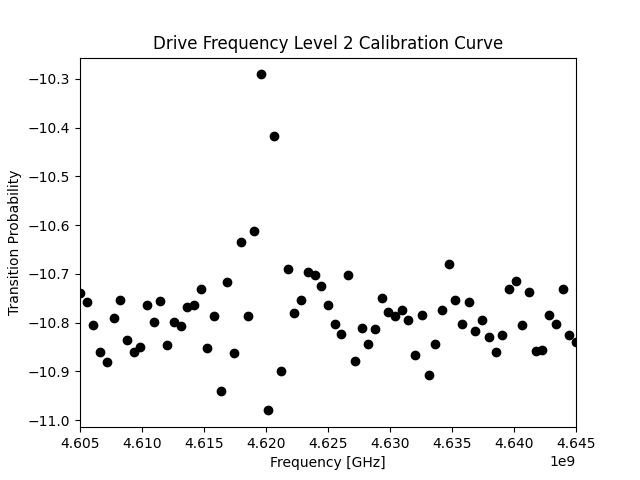 Drive Frequency Level 2 Calibration Curve
Transition Probability
−10.3
−10.4
−10.5
−10.6
−10.7
−10.8
−10.9
−11.0
4.605 4.610 4.615 4.620 4.625 4.630 4.635 4.640 4.645
Frequency [GHz]
1e9